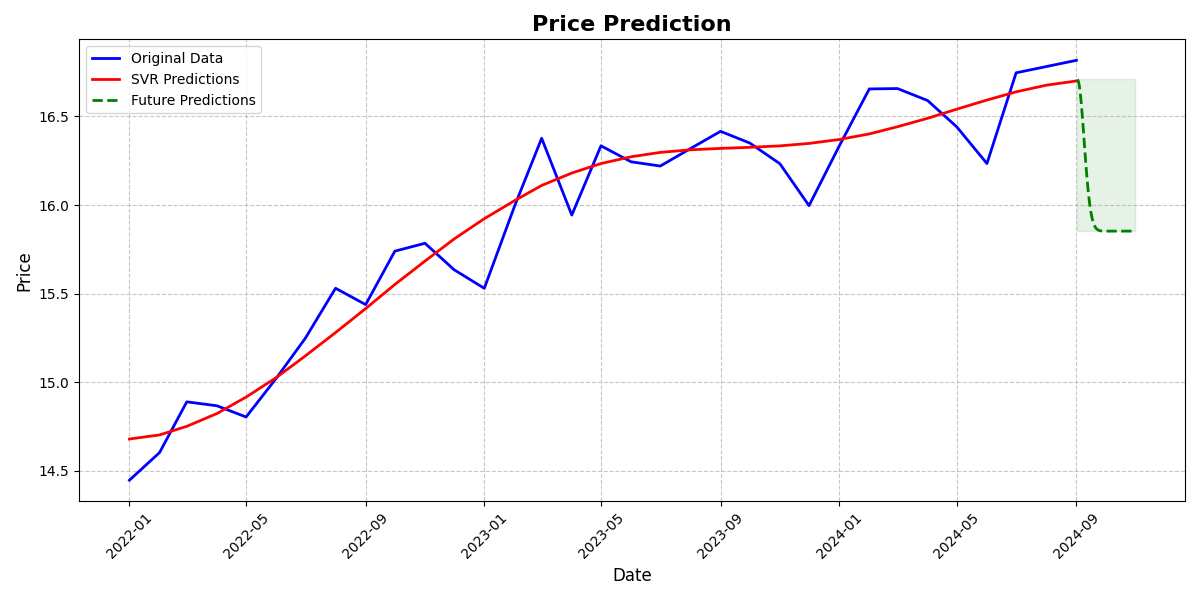 Price Prediction
Original Data
SVR Predictions
Future Predictions
Price
16.5
16.0
15.5
15.0
14.5
2022-01
2022-05
2022-09
2023-01
2023-05
2023-09
2024-01
2024-05
2024-09
Date